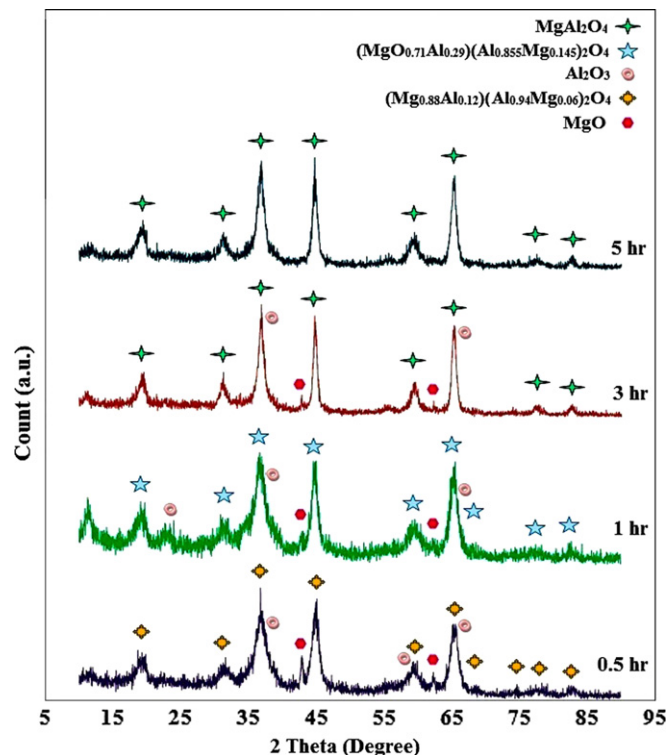 MgAl₂O₄
(MgO₀.₇₁Al₀.₂₉)(Al₀.₈₅₅Mg₀.₁₄₅)₂O₄
Al₂O₃
(Mg₀.₈₈Al₀.₁₂)(Al₀.₉₄Mg₀.₀₆)₂O₄
MgO
5 hr
3 hr
1 hr
0.5 hr
Count (a.u.)
5 15 25 35 45 55 65 75 85 95
2 Theta (Degree)